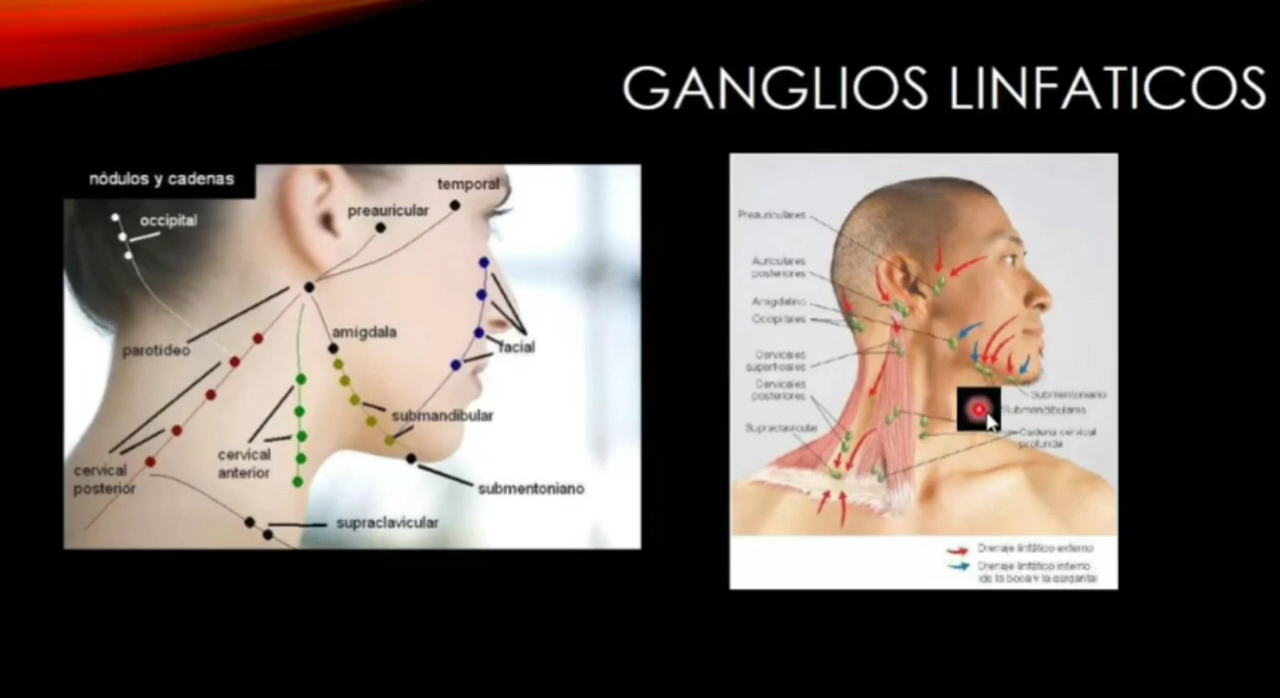 GANGLIOS LINFATICOS
nódulos y cadenas
temporal
occipital
preauricular
amígdala
parotídeo
facial
submandibular
cervical
anterior
cervical
posterior
submentoniano
supraclavicular
Preauriculares
Auriculares
posteriores
Amigdalino
Occipitales
Cervicales
superficiales
Cervicales
posteriores
Supraclavicular
Submentoniano
Submandibulares
Cadena cervical
profunda
Drenaje linfático externo
Drenaje linfático interno
(de la boca y la garganta)